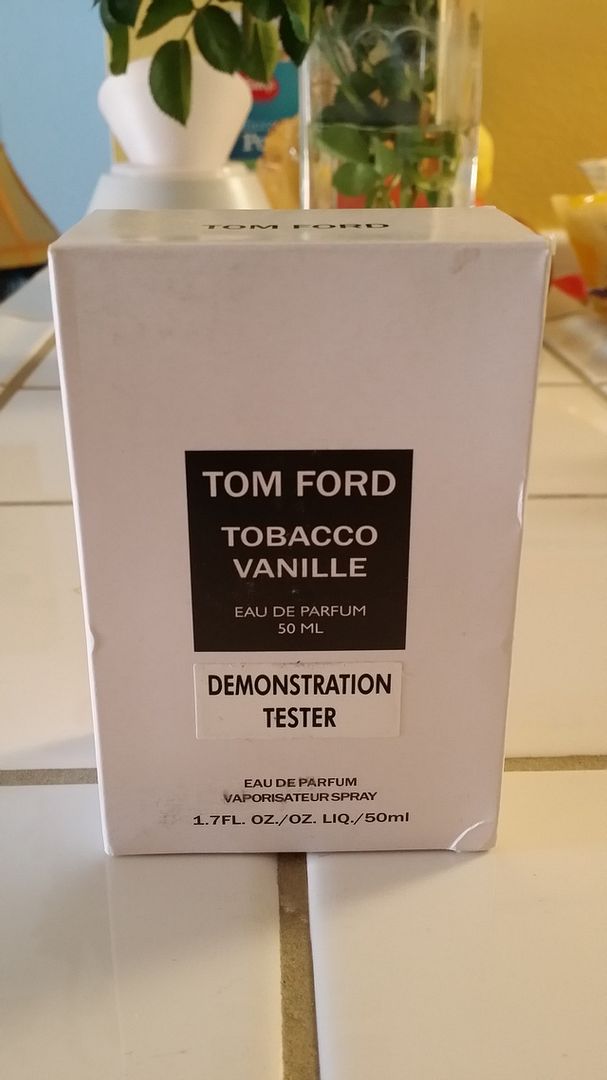 TOM FORD
TOM FORD
TOBACCO
VANILLE
EAU DE PARFUM
50 ML
DEMONSTRATION
TESTER
EAU DE PARFUM
VAPORISATEUR SPRAY
1.7FL. OZ./OZ. LIQ./50ml